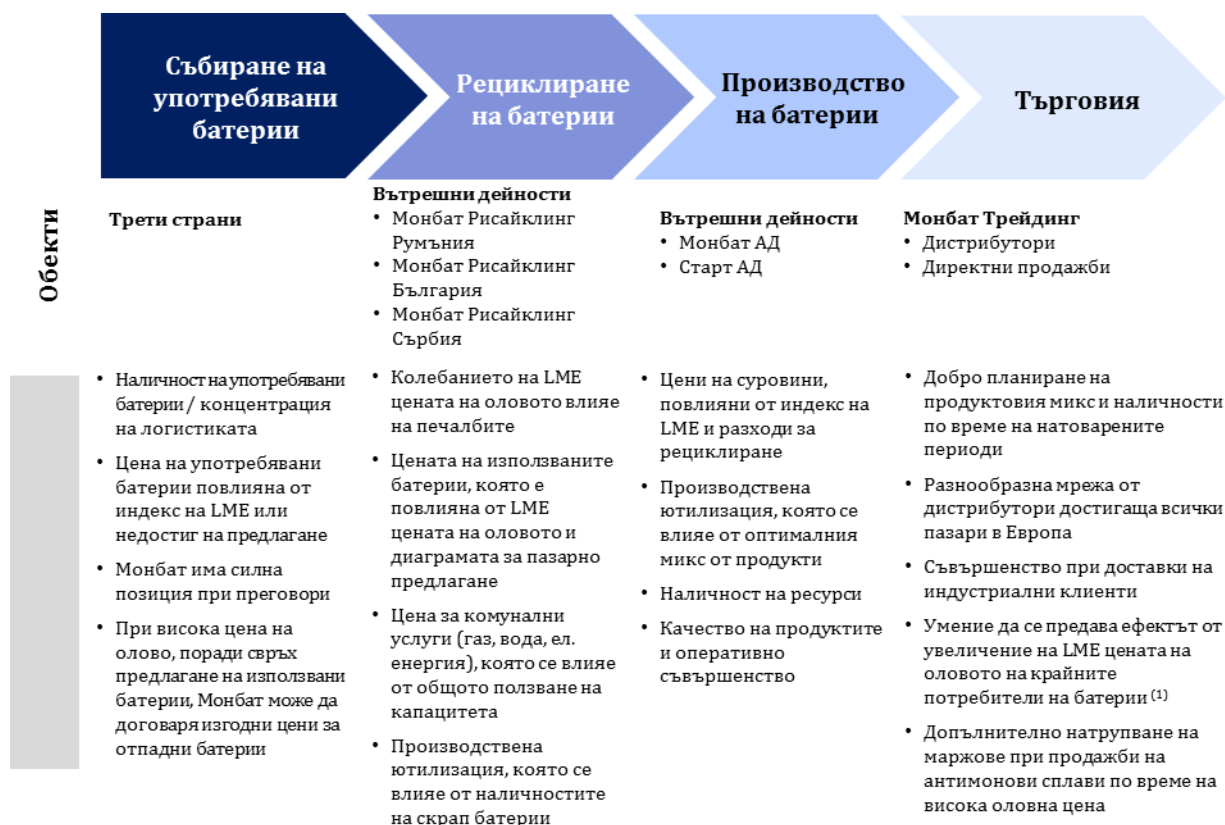 Събиране на
употребявани
батерии
Рециклиране
на батерии
Производство
на батерии
Търговия
Обекти
Трети страни
Вътрешни дейности
• Монбат Рисайклинг
Румъния
• Монбат Рисайклинг
България
• Монбат Рисайклинг
Сърбия
Вътрешни дейности
• Монбат АД
• Старт АД
Монбат Трейдинг
• Дистрибутори
• Директни продажби
• Наличност на употребявани
батерии / концентрация
на логистиката
• Цена на употребявани
батерии повлияна от
индекс на LME или
недостиг на предлагане
• Монбат има силна
позиция при преговори
• При висока цена на
олово, поради свръх
предлагане на използвани
батерии, Монбат може да
договаря изгодни цени за
отпадни батерии
• Колебанието на LME
цената на оловото влияе
на печалбите
• Цената на използваните
батерии, която е
повлияна от LME
цената на оловото и
диаграмата за пазарно
предлагане
• Цена за комунални
услуги (газ, вода, ел.
енергия), която се влияе
от общото ползване на
капацитета
• Производствена
ютилизация, която се
влияе от наличностите
на скрап батерии
• Цени на суровини,
повлияни от индекс на
LME и разходи за
рециклиране
• Производствена
ютилизация, която се
влияе от оптималния
микс от продукти
• Наличност на ресурси
• Качество на продуктите
и оперативно
съвършенство
• Добро планиране на
продуктовия микс и наличности
по време на натоварените
периоди
• Разнообразна мрежа от
дистрибутори достигаща всички
пазари в Европа
• Съвършенство при доставки на
индустриални клиенти
• Умение да се предава ефектът от
увеличение на LME цената на
оловото на крайните
потребители на батерии (1)
• Допълнително натрупване на
маржове при продажби на
антимонови сплави по време на
висока оловна цена